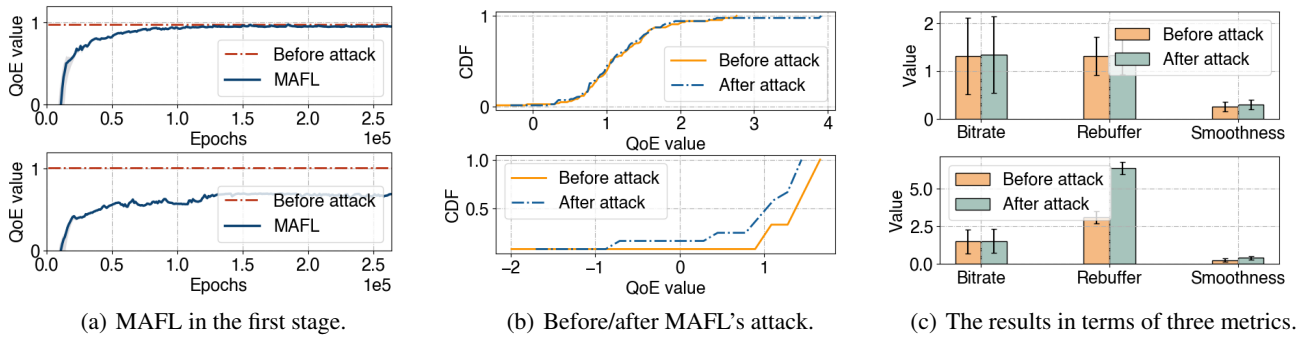 QoE value
1
0
Before attack
MAFL
0.0 0.5 1.0 1.5 2.0 2.5
Epochs
1e5
QoE value
1
0
Before attack
MAFL
0.0 0.5 1.0 1.5 2.0 2.5
Epochs
1e5
(a) MAFL in the first stage.
CDF
1
0
Before attack
After attack
0 1 2 3 4
QoE value
CDF
1.0
0.5
Before attack
After attack
−2 −1 0 1
QoE value
(b) Before/after MAFL's attack.
Value
2
1
0
Before attack
After attack
Bitrate Rebuffer Smoothness
Value
5.0
2.5
0.0
Before attack
After attack
Bitrate Rebuffer Smoothness
(c) The results in terms of three metrics.